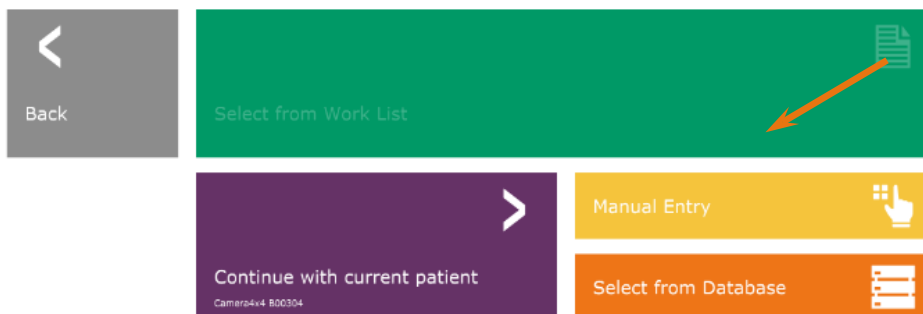 Back
Select from Work List
Manual Entry
Continue with current patient
Camera4x4 B00304
Select from Database